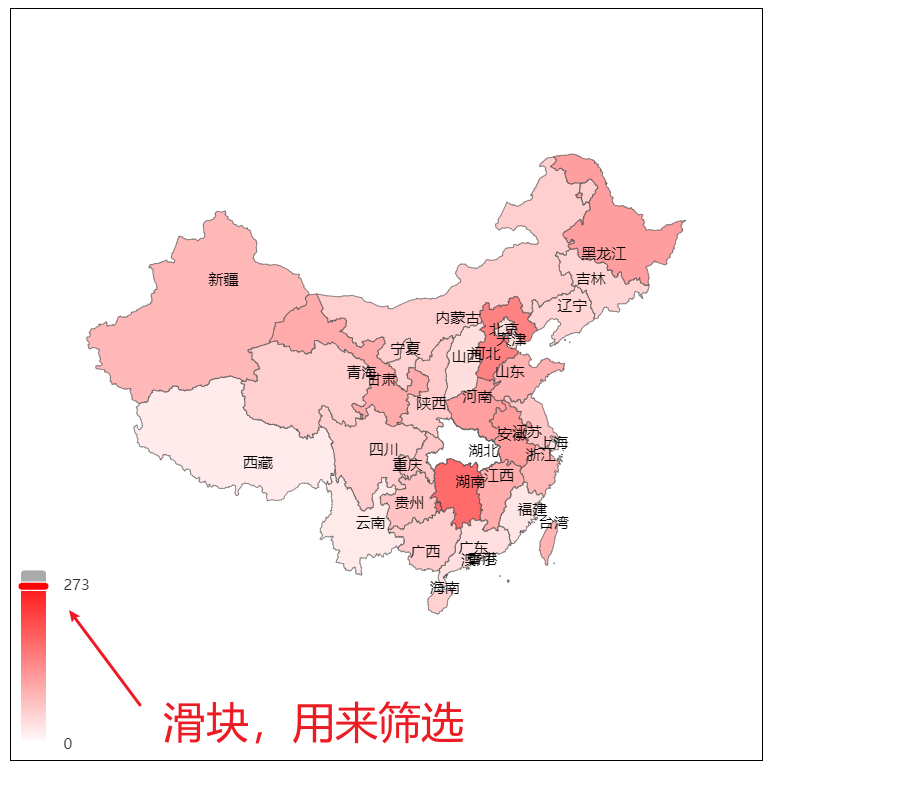 黑龙江
新疆
吉林
辽宁
内蒙古
北京
天津
宁夏
河北
山西
青海
甘肃
山东
河南
陕西
江苏
安徽
上海
湖北
四川
浙江
西藏
重庆
江西
湖南
贵州
福建
云南
台湾
广东
广西
香港
澳门
273
海南
滑块，用来筛选
0